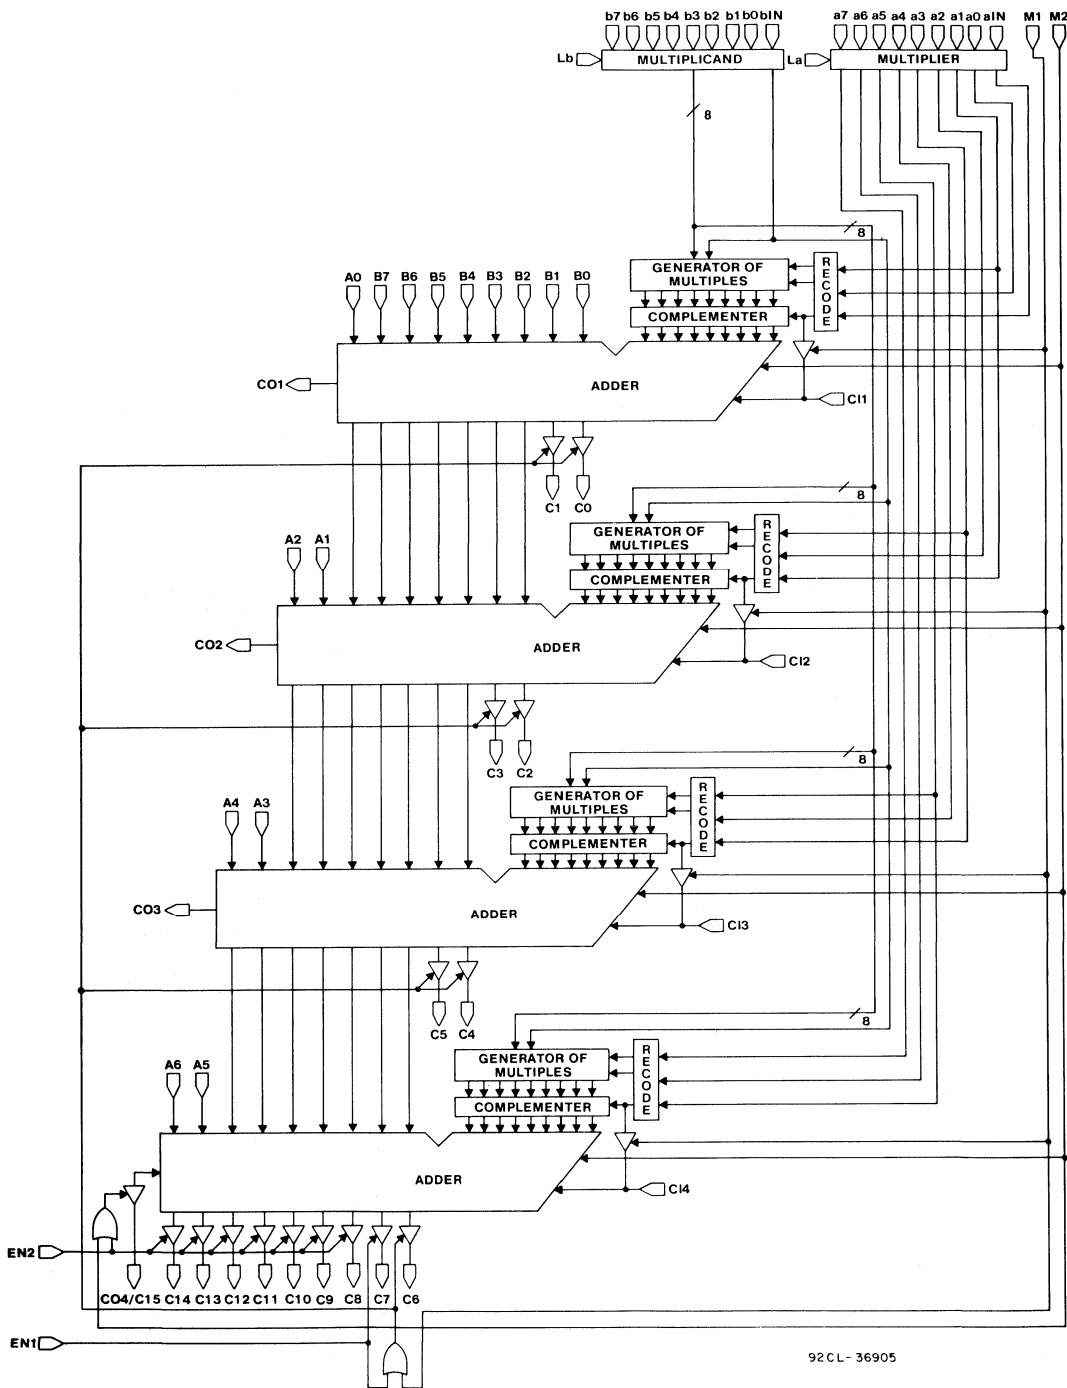 b7 b6 b5 b4 b3 b2 b1 b0 bIN a7 a6 a5 a4 a3 a2 a1 a0 aIN M1 M2
Lb MULTIPLICAND La MULTIPLIER
8
8
RECODE
GENERATOR OF
MULTIPLES
A0 B7 B6 B5 B4 B3 B2 B1 B0
COMPLEMENTER
CO1 ADDER
CI1
C1 C0
8
RECODE
GENERATOR OF
MULTIPLES
A2 A1
COMPLEMENTER
CO2 ADDER
CI2
C3 C2
8
RECODE
GENERATOR OF
MULTIPLES
A4 A3
COMPLEMENTER
CO3 ADDER
CI3
C5 C4
8
RECODE
GENERATOR OF
MULTIPLES
A6 A5
COMPLEMENTER
ADDER
CI4
EN2
CO4/C15 C14 C13 C12 C11 C10 C9 C8 C7 C6
EN1
92CL-36905